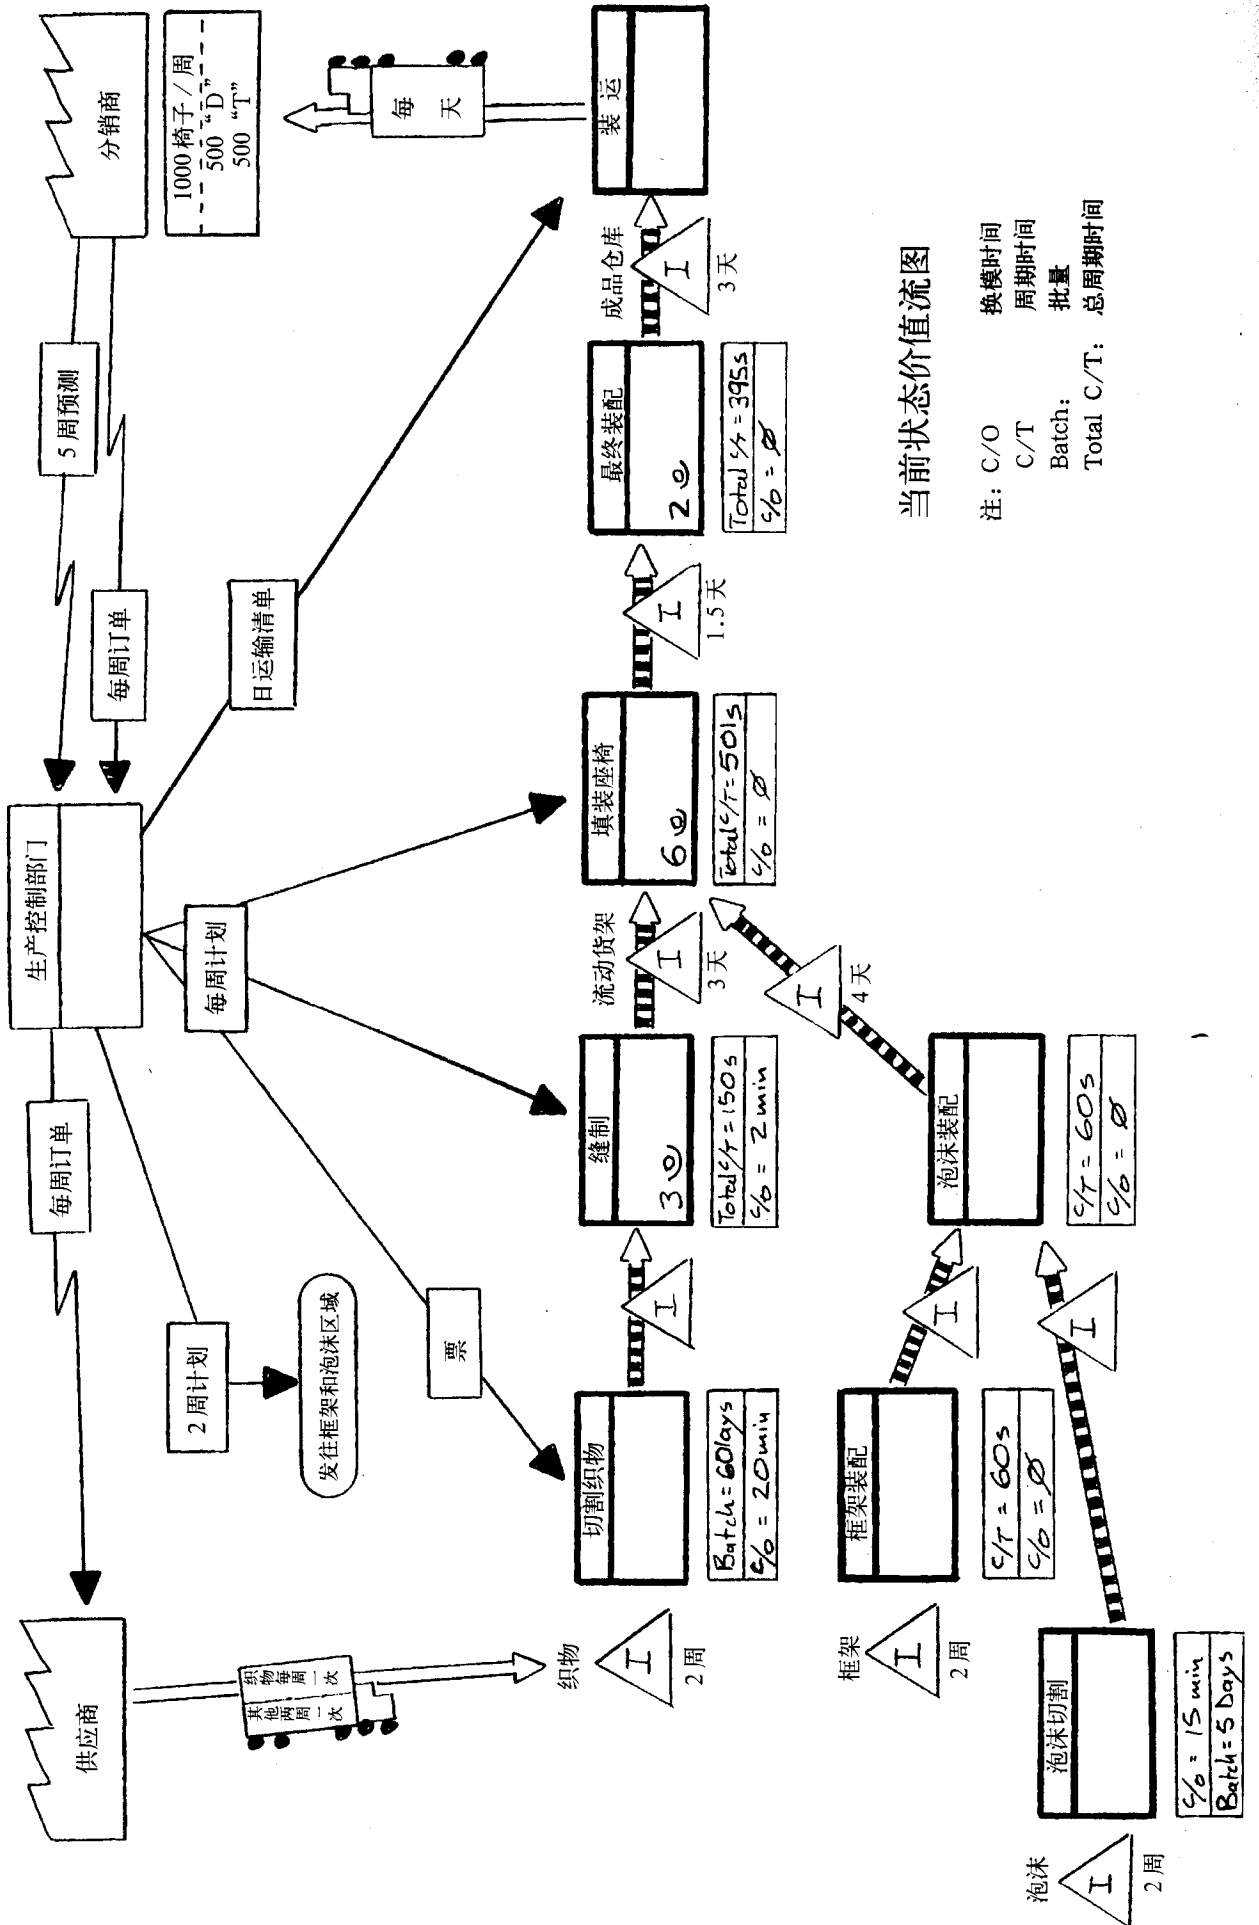 供应商
每周订单
生产控制部门
5周预测
每周订单
分销商
1000椅子/周
500 “D”
500 “T”
织物每周一次
其他两周一次
2周计划
发往框架和泡沫区域
每周计划
票
日运输清单
每天
织物
I
2周
切割织物
Batch=60lays
C/O = 20min
I
缝制
3
Total C/T=150s
C/O = 2min
流动货架
I
3天
填装座椅
6
Total C/T=501s
C/O = Ø
I
1.5天
最终装配
2
Total C/T = 395s
C/O = Ø
成品仓库
I
3天
装运
框架
I
2周
框架装配
C/T = 60s
C/O = Ø
I
泡沫装配
C/T = 60s
C/O = Ø
I
4天
泡沫
I
2周
泡沫切割
C/O = 15min
Batch=5 Days
I
当前状态价值流图
注: C/O 换模时间
C/T 周期时间
Batch: 批量
Total C/T: 总周期时间